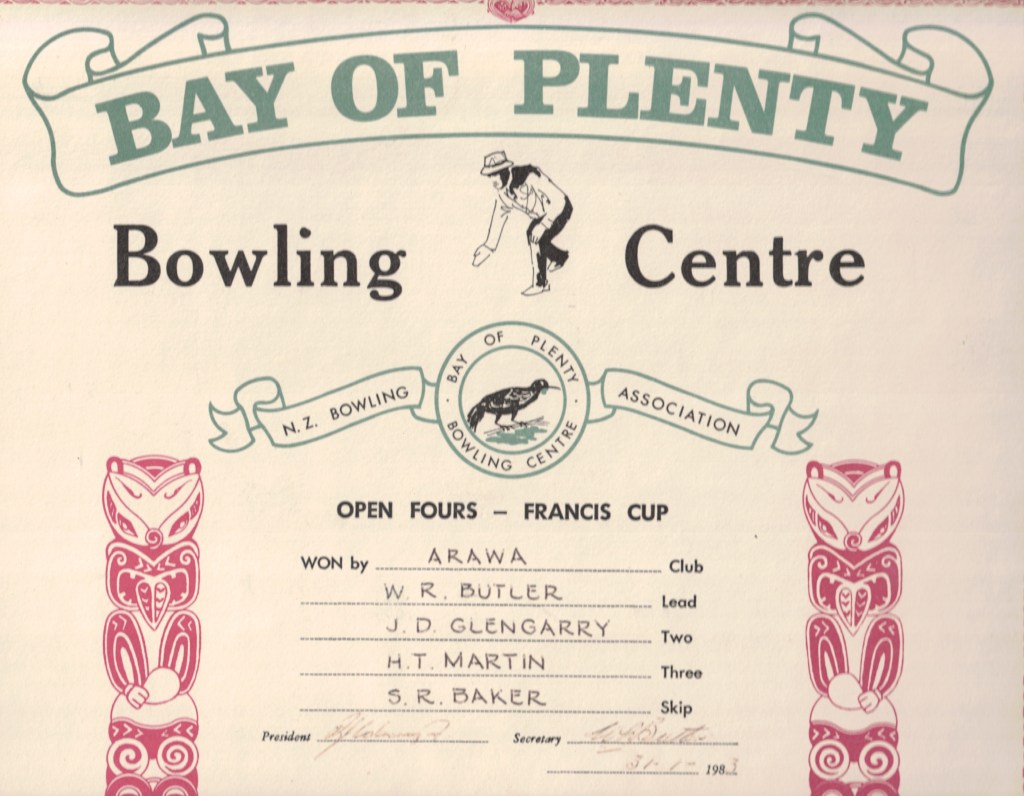 BAY OF PLENTY
Bowling Centre
BAY OF PLENTY
N.Z. BOWLING ASSOCIATION
BOWLING CENTRE
OPEN FOURS – FRANCIS CUP
WON by ARAWA Club
W. R. BUTLER Lead
J. D. GLENGARRY Two
H.T. MARTIN Three
S. R. BAKER Skip
President Secretary
31-1- 1983